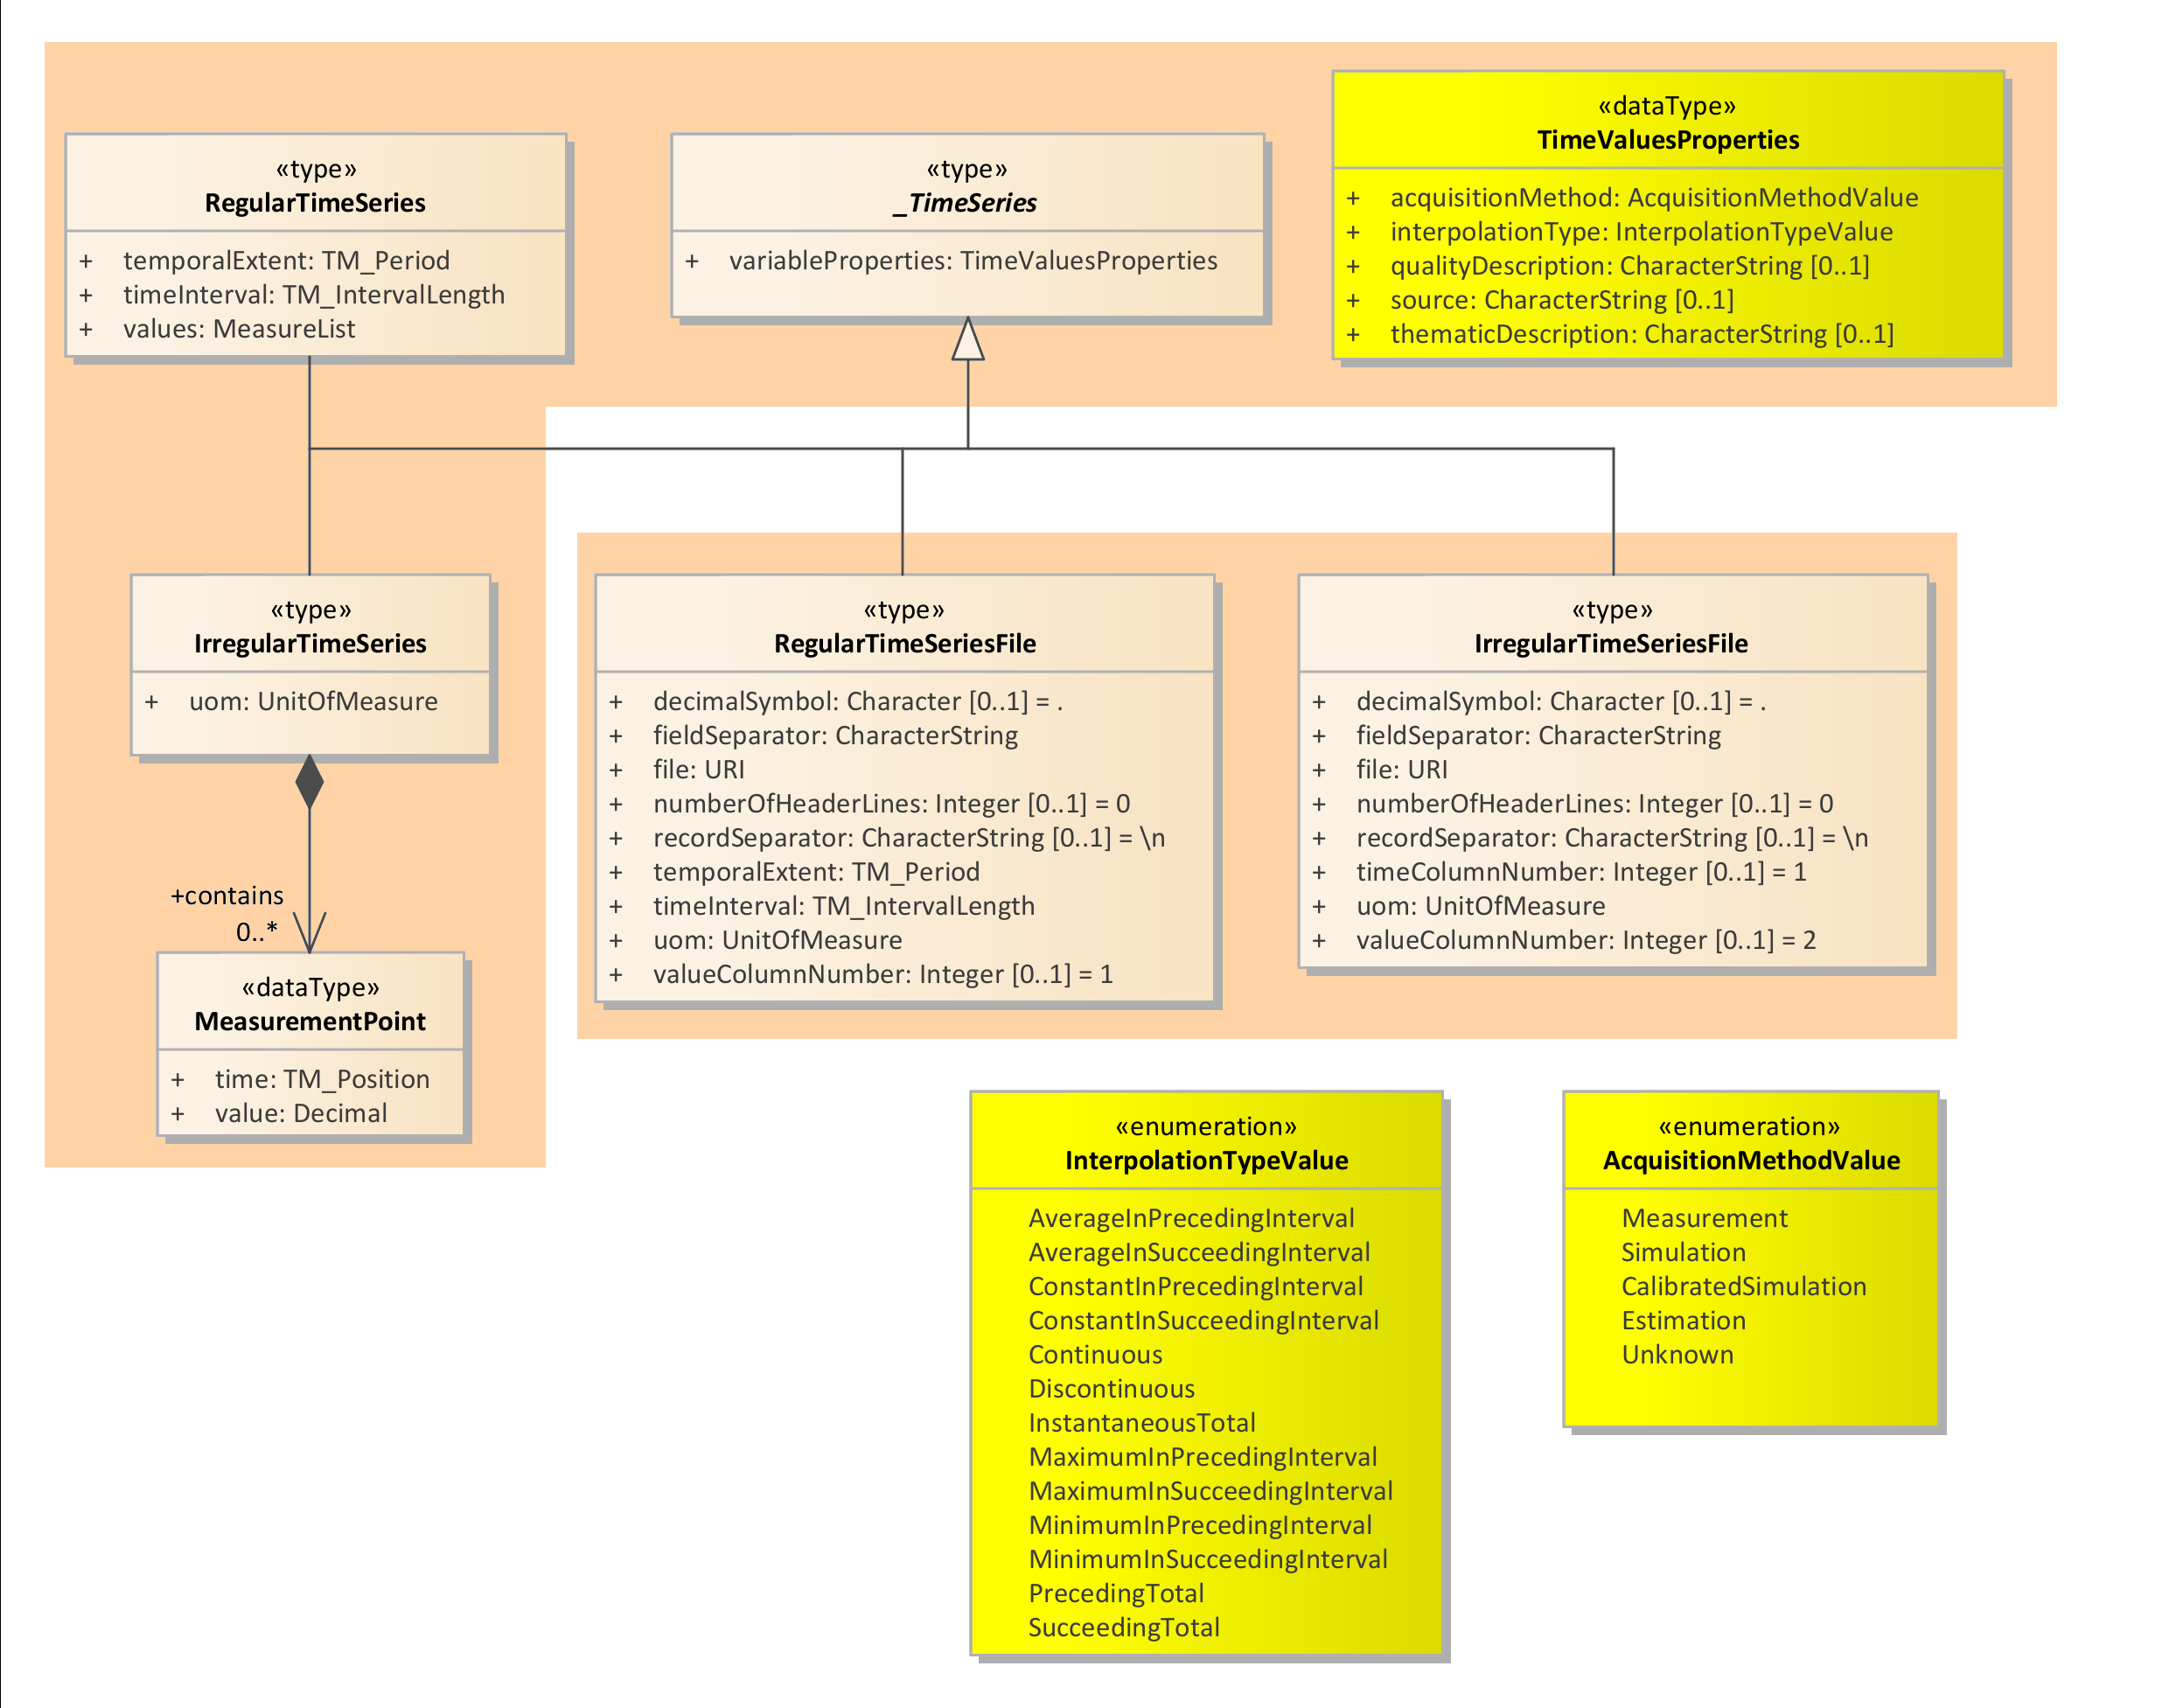 «type»
RegularTimeSeries
+ temporalExtent: TM_Period
+ timeInterval: TM_IntervalLength
+ values: MeasureList
«type»
_TimeSeries
+ variableProperties: TimeValuesProperties
«dataType»
TimeValuesProperties
+ acquisitionMethod: AcquisitionMethodValue
+ interpolationType: InterpolationTypeValue
+ qualityDescription: CharacterString [0..1]
+ source: CharacterString [0..1]
+ thematicDescription: CharacterString [0..1]
«type»
IrregularTimeSeries
+ uom: UnitOfMeasure
+contains
0..*
«dataType»
MeasurementPoint
+ time: TM_Position
+ value: Decimal
«type»
RegularTimeSeriesFile
+ decimalSymbol: Character [0..1] = .
+ fieldSeparator: CharacterString
+ file: URI
+ numberOfHeaderLines: Integer [0..1] = 0
+ recordSeparator: CharacterString [0..1] = \n
+ temporalExtent: TM_Period
+ timeInterval: TM_IntervalLength
+ uom: UnitOfMeasure
+ valueColumnNumber: Integer [0..1] = 1
«type»
IrregularTimeSeriesFile
+ decimalSymbol: Character [0..1] = .
+ fieldSeparator: CharacterString
+ file: URI
+ numberOfHeaderLines: Integer [0..1] = 0
+ recordSeparator: CharacterString [0..1] = \n
+ timeColumnNumber: Integer [0..1] = 1
+ uom: UnitOfMeasure
+ valueColumnNumber: Integer [0..1] = 2
«enumeration»
InterpolationTypeValue
AverageInPrecedingInterval
AverageInSucceedingInterval
ConstantInPrecedingInterval
ConstantInSucceedingInterval
Continuous
Discontinuous
InstantaneousTotal
MaximumInPrecedingInterval
MaximumInSucceedingInterval
MinimumInPrecedingInterval
MinimumInSucceedingInterval
PrecedingTotal
SucceedingTotal
«enumeration»
AcquisitionMethodValue
Measurement
Simulation
CalibratedSimulation
Estimation
Unknown